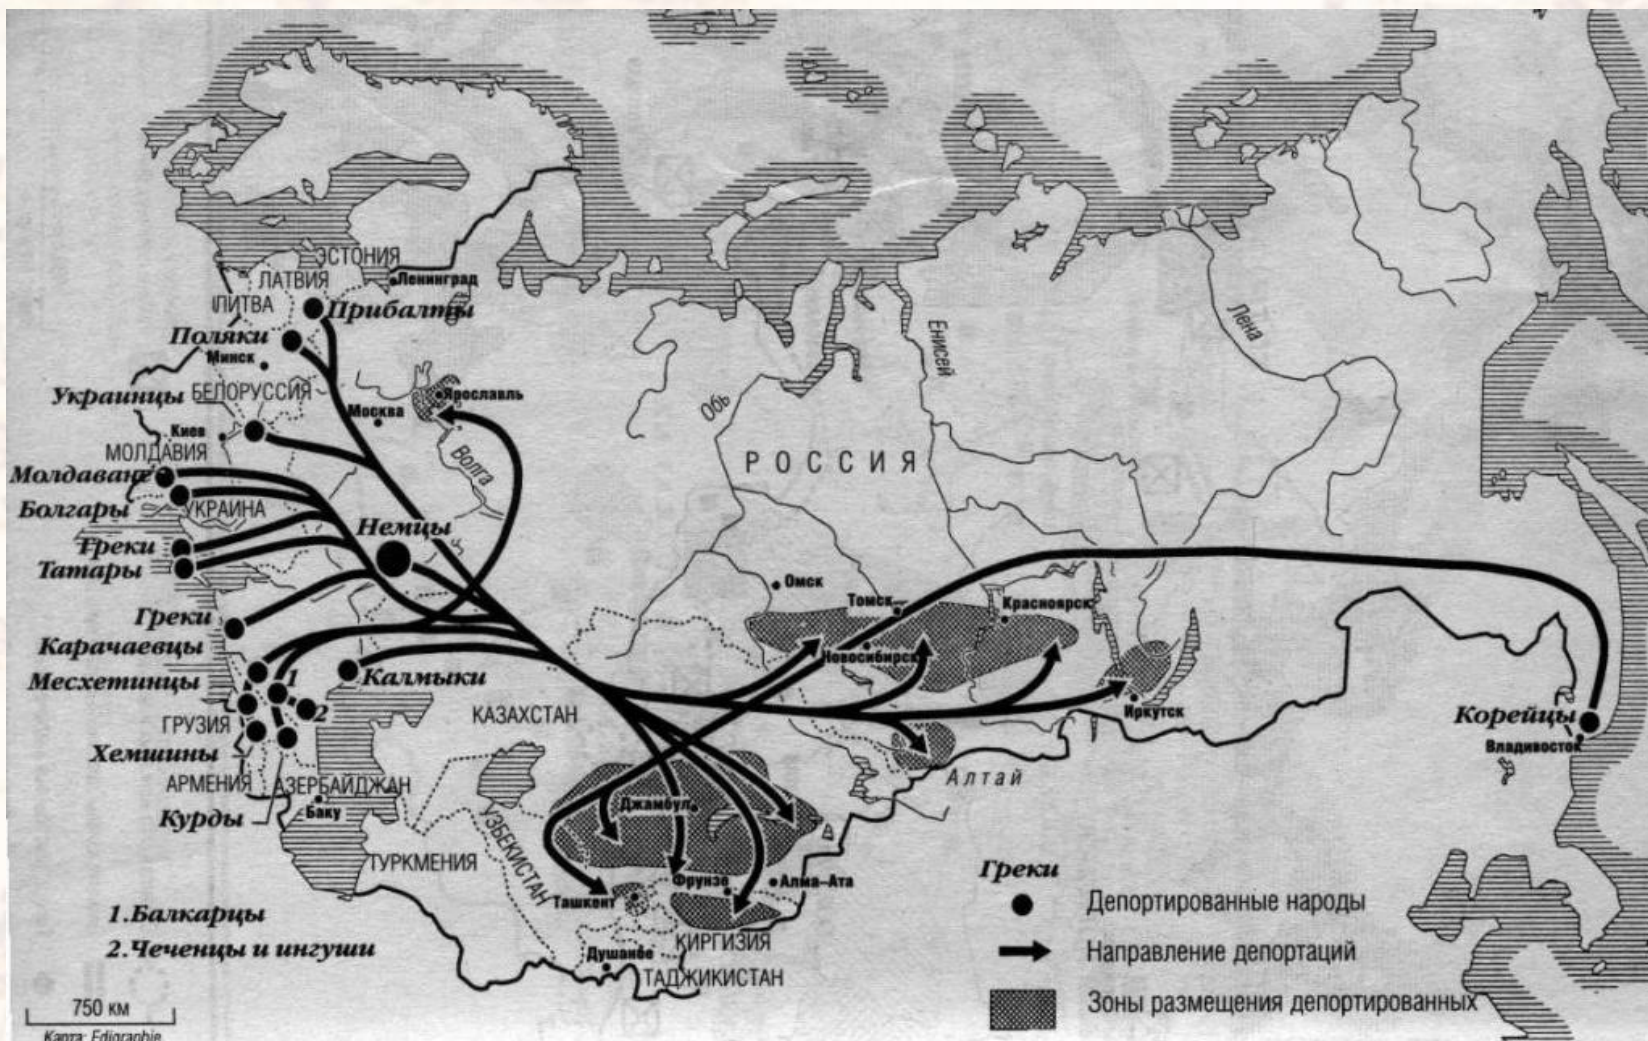 ЭСТОНИЯ
ЛАТВИЯ
Ленинград
ЛИТВА
Прибалты
Поляки
Минск
Украинцы
БЕЛОРУССИЯ
Ярославль
Москва
Киев
МОЛДАВИЯ
Волга
Молдаване
Болгары
УКРАИНА
Немцы
Греки
Татары
Греки
Карачаевцы
Месхетинцы
1
2
Калмыки
ГРУЗИЯ
Хемшины
АРМЕНИЯ
АЗЕРБАЙДЖАН
Баку
Курды
КАЗАХСТАН
УЗБЕКИСТАН
ТУРКМЕНИЯ
Обь
Енисей
Лена
РОССИЯ
Омск
Томск
Красноярск
Новосибирск
Иркутск
Алтай
Корейцы
Владивосток
Джамбул
Фрунзе
Алма-Ата
Ташкент
КИРГИЗИЯ
Душанбе
ТАДЖИКИСТАН
1.Балкарцы
2.Чеченцы и ингуши
750 км
Карта: Edigraphie
Греки
Депортированные народы
Направление депортаций
Зоны размещения депортированных